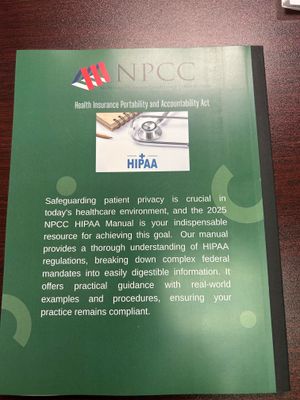 NPCC
Health Insurance Portability and Accountability Act
HIPAA
Safeguarding patient privacy is crucial in
today's healthcare environment, and the 2025
NPCC HIPAA Manual is your indispensable
resource for achieving this goal. Our manual
provides a thorough understanding of HIPAA
regulations, breaking down complex federal
mandates into easily digestible information. It
offers practical guidance with real-world
examples and procedures, ensuring your
practice remains compliant.